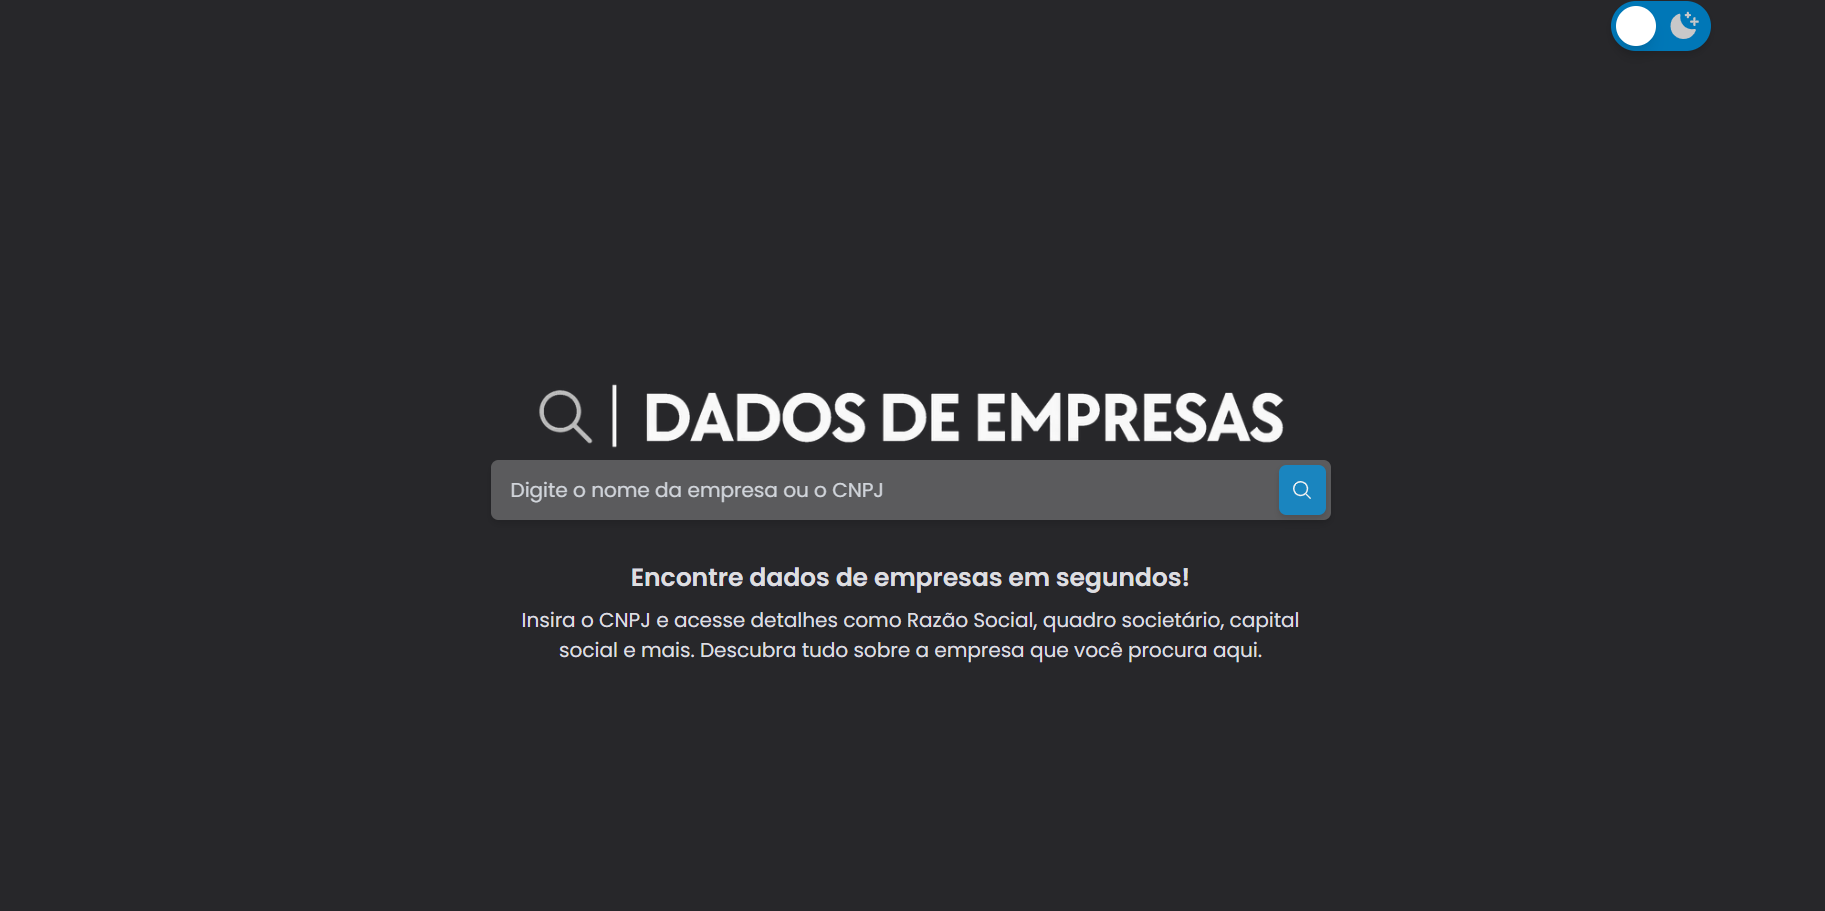 DADOS DE EMPRESAS
Digite o nome da empresa ou o CNPJ
Encontre dados de empresas em segundos!
Insira o CNPJ e acesse detalhes como Razão Social, quadro societário, capital
social e mais. Descubra tudo sobre a empresa que você procura aqui.